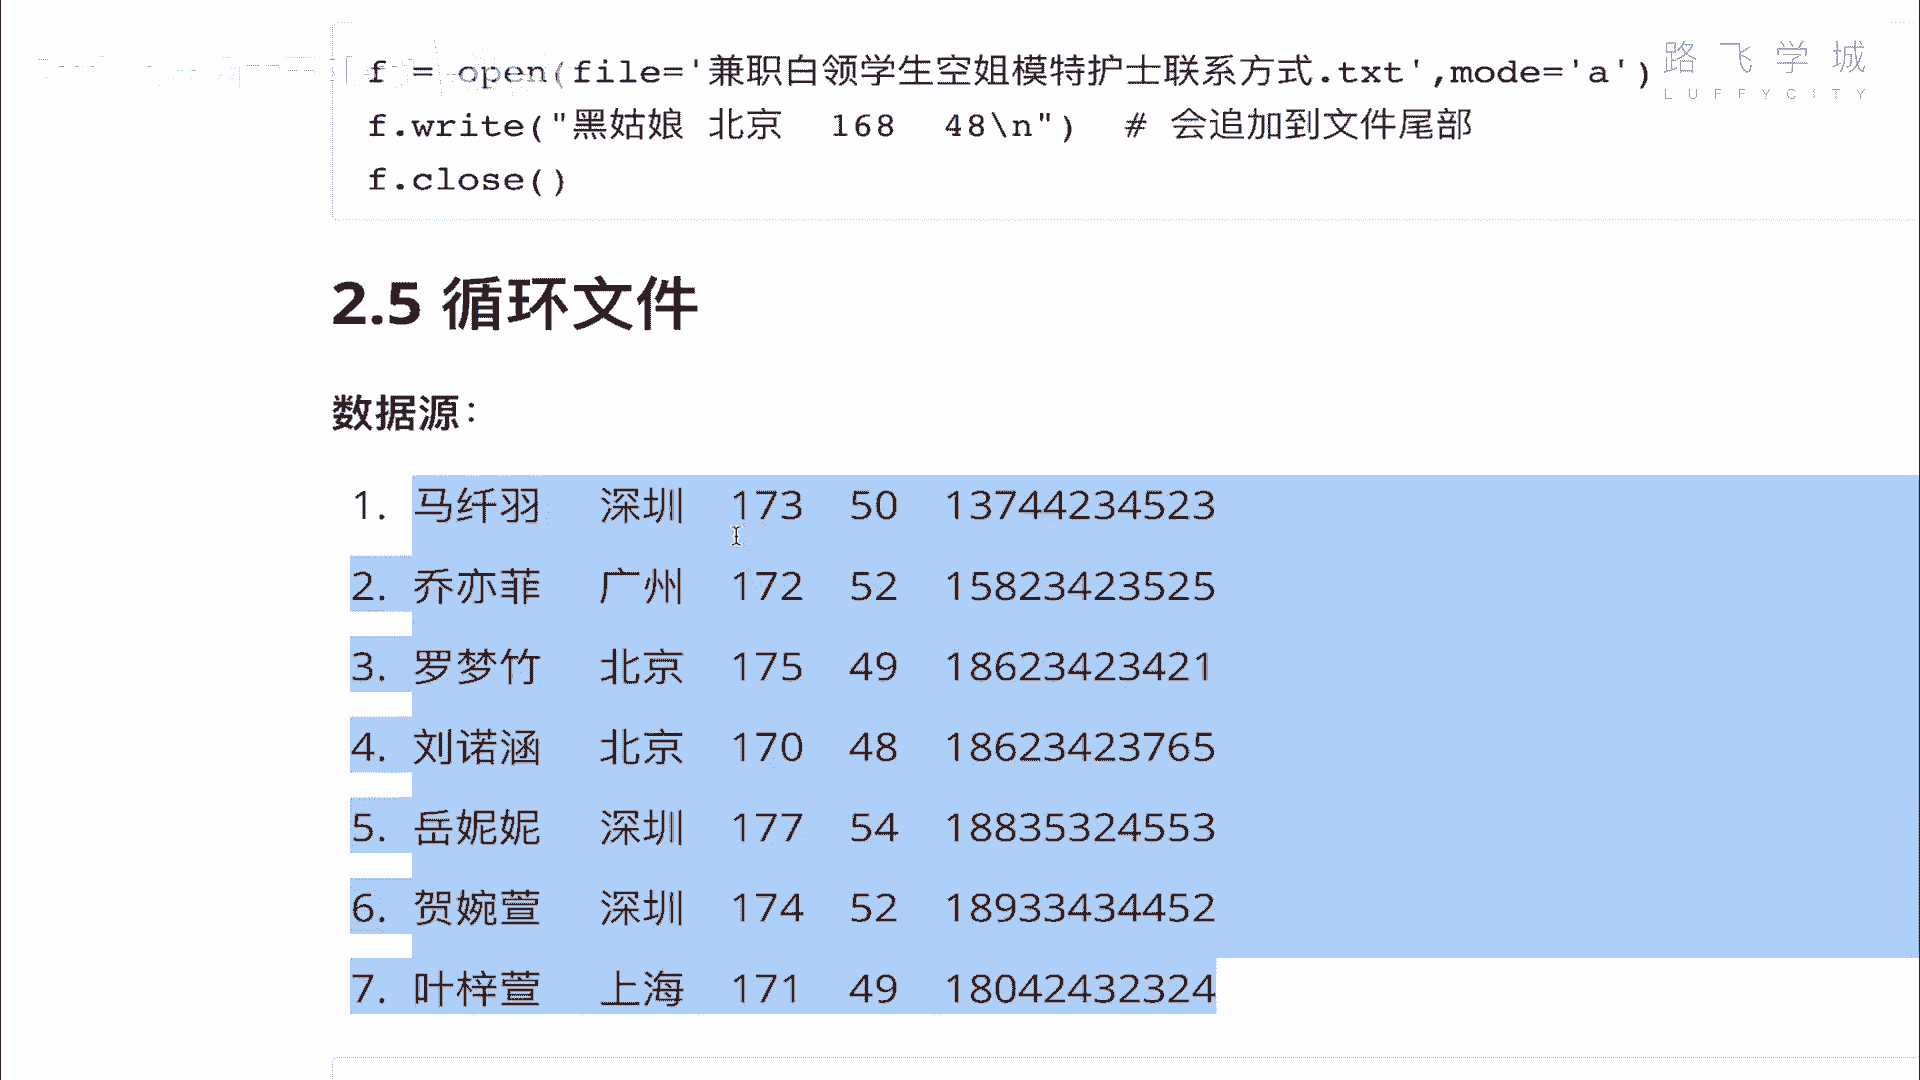 f = open(file='兼职白领学生空姐模特护士联系方式.txt',mode='a')
路飞学城
LUFFYCITY
f.write("黑姑娘 北京  168  48\n")  # 会追加到文件尾部
f.close()
2.5 循环文件
数据源：
1. 马纤羽 深圳 173 50 13744234523
2. 乔亦菲 广州 172 52 15823423525
3. 罗梦竹 北京 175 49 18623423421
4. 刘诺涵 北京 170 48 18623423765
5. 岳妮妮 深圳 177 54 18835324553
6. 贺婉萱 深圳 174 52 18933434452
7. 叶梓萱 上海 171 49 18042432324